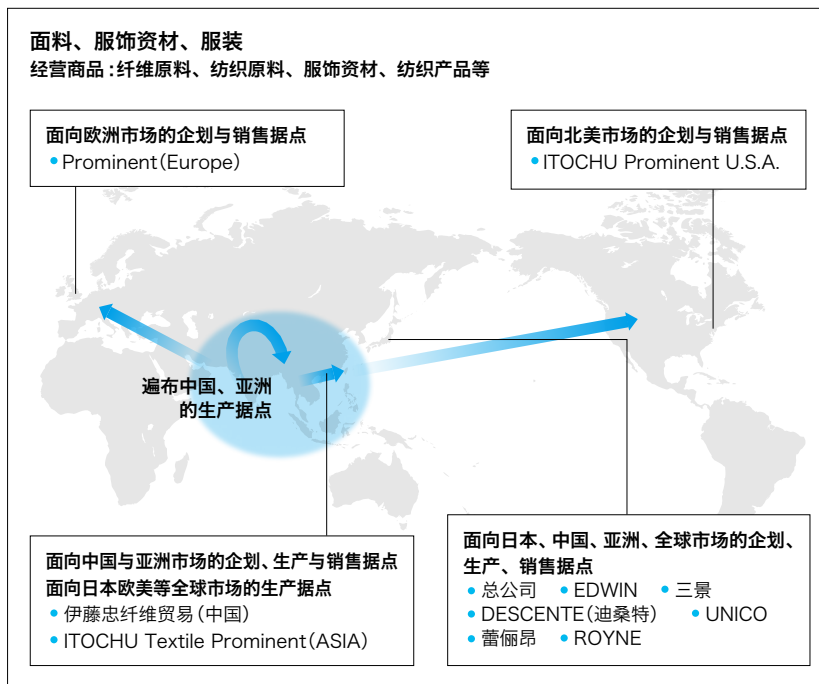 面料、服饰资材、服装
经营商品:纤维原料、纺织原料、服饰资材、纺织产品等
面向欧洲市场的企划与销售据点
• Prominent(Europe)
面向北美市场的企划与销售据点
• ITOCHU Prominent U.S.A.
遍布中国、亚洲
的生产据点
面向中国与亚洲市场的企划、生产与销售据点
面向日本欧美等全球市场的生产据点
• 伊藤忠纤维贸易(中国)
• ITOCHU Textile Prominent(ASIA)
面向日本、中国、亚洲、全球市场的企划、
生产、销售据点
• 总公司 • EDWIN • 三景
• DESCENTE(迪桑特) • UNICO
• 蕾俪昂 • ROYNE